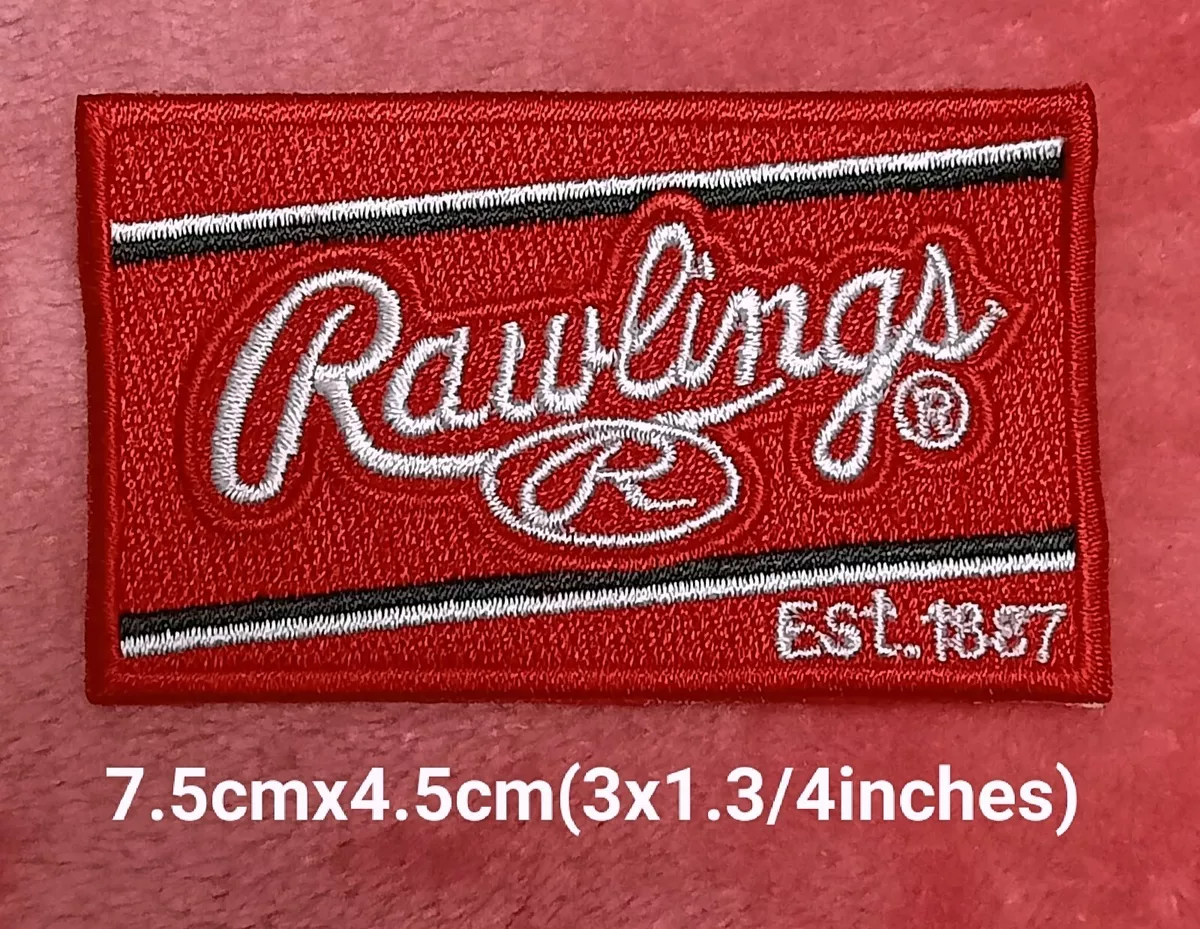 Rawlings®
R
Est.1887
7.5cmx4.5cm(3x1.3/4inches)